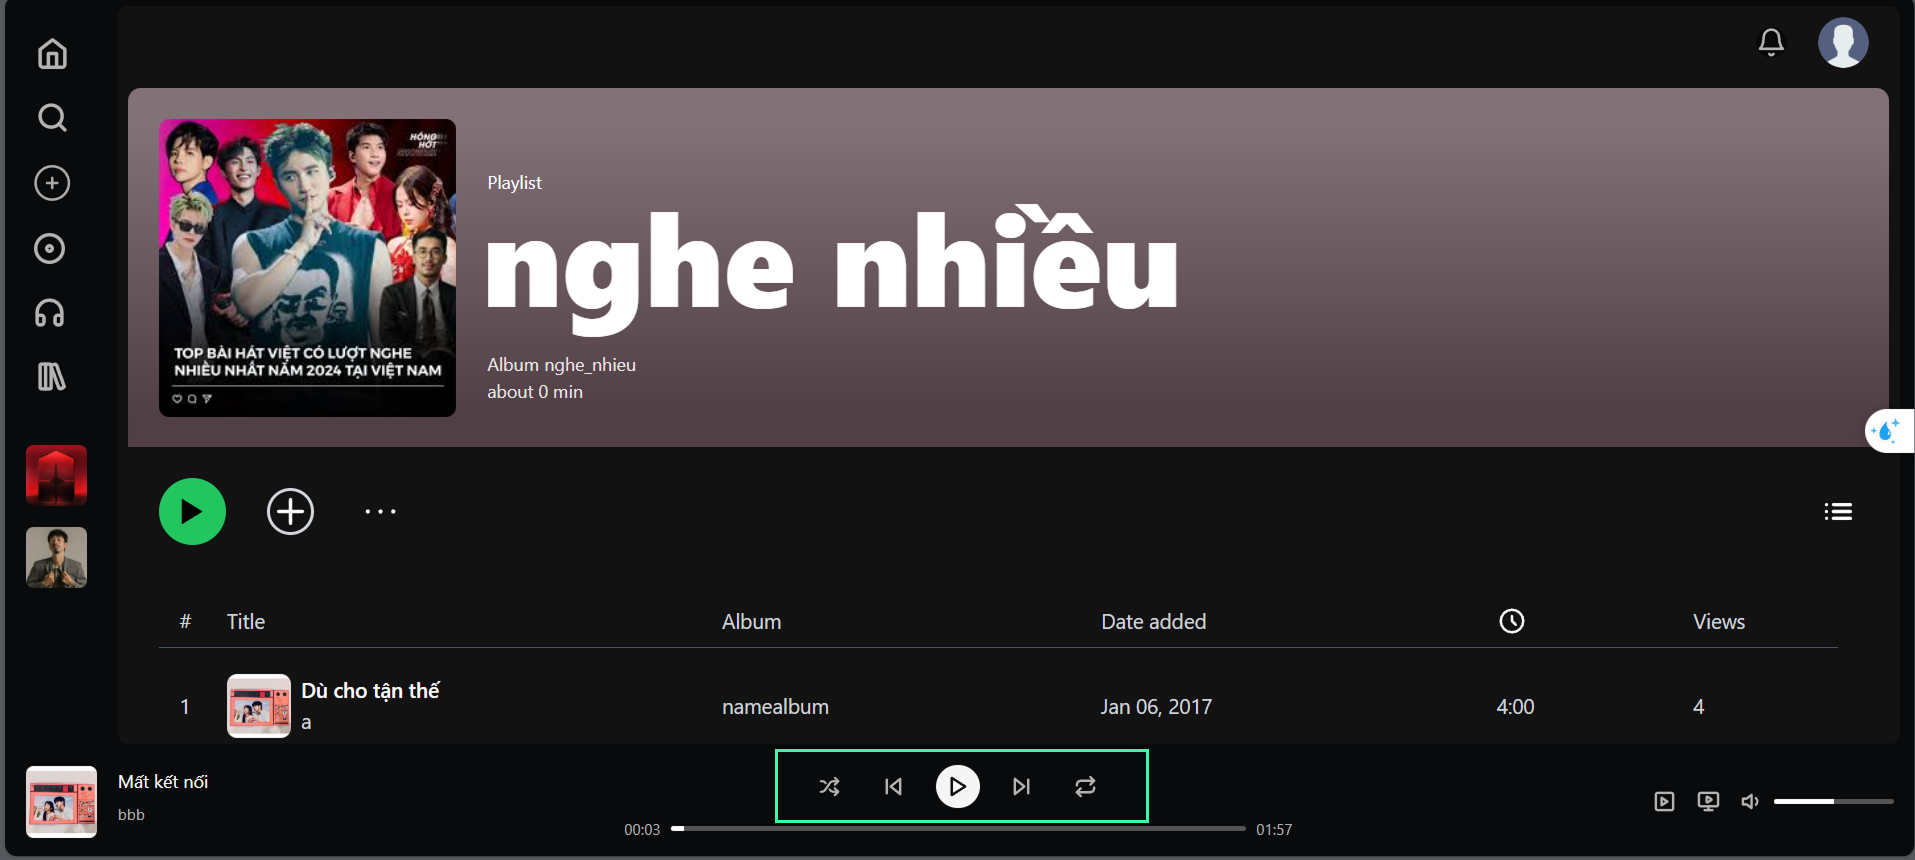 HÓNG
HỚT
TOP BÀI HÁT VIỆT CÓ LƯỢT NGHE
NHIỀU NHẤT NĂM 2024 TẠI VIỆT NAM
Playlist
nghe nhiều
Album nghe_nhieu
about 0 min
# Title Album Date added Views
1 Dù cho tận thế namealbum Jan 06, 2017 4:00 4
a
Mất kết nối
bbb
00:03 01:57